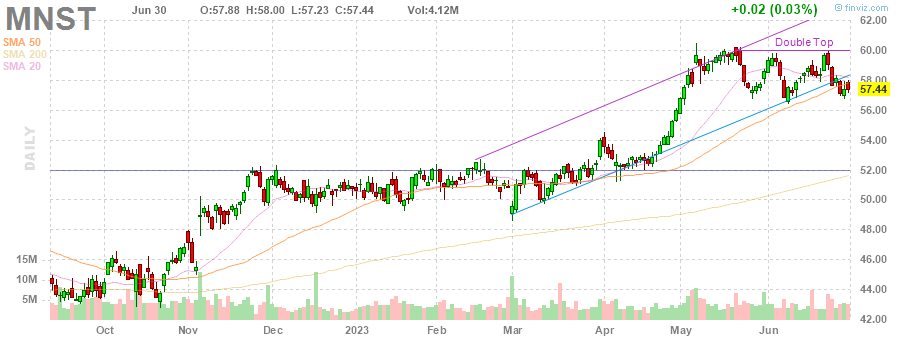 MNST
Jun 30 O:57.88 H:58.00 L:57.23 C:57.44 Vol:4.12M +0.02 (0.03%)
© finviz.com
SMA 50
SMA 200
SMA 20
Double Top
DAILY
62.00
60.00
58.00
57.44
56.00
54.00
52.00
50.00
48.00
46.00
44.00
42.00
15M
10M
5M
Oct Nov Dec 2023 Feb Mar Apr May Jun